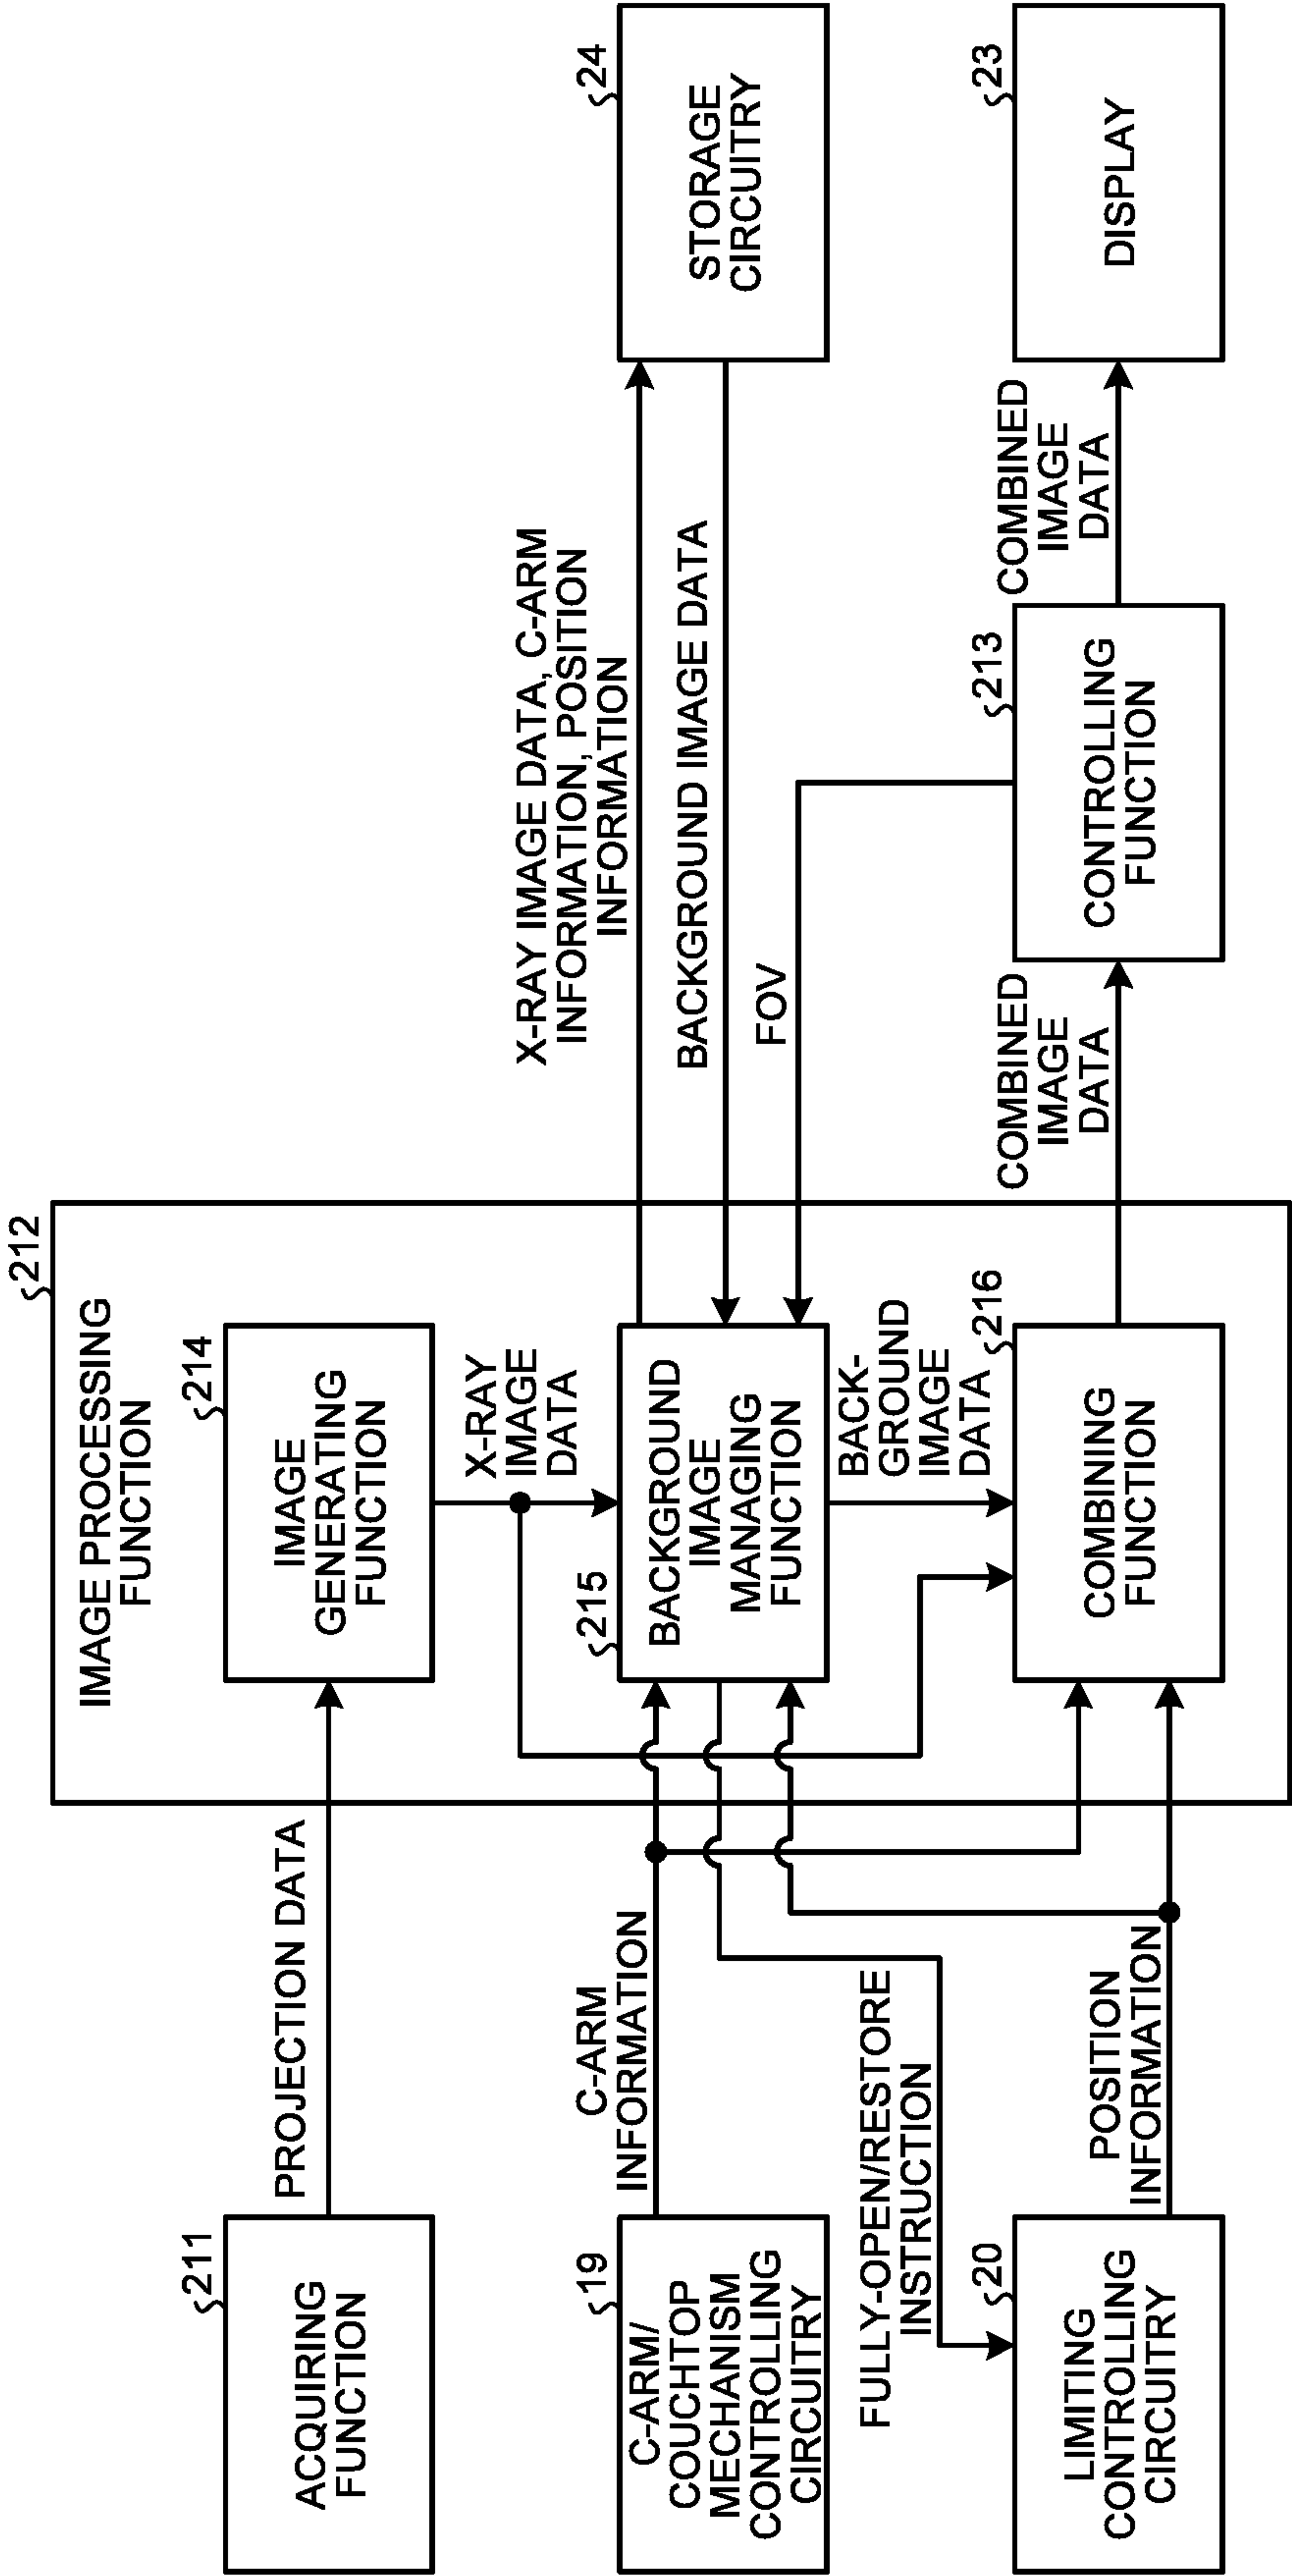 212
IMAGE PROCESSING
FUNCTION
211
ACQUIRING
FUNCTION
PROJECTION DATA
214
IMAGE
GENERATING
FUNCTION
X-RAY
IMAGE
DATA
19
C-ARM/
COUCHTOP
MECHANISM
CONTROLLING
CIRCUITRY
C-ARM
INFORMATION
215
BACKGROUND
IMAGE
MANAGING
FUNCTION
X-RAY IMAGE DATA, C-ARM
INFORMATION, POSITION
INFORMATION
BACKGROUND IMAGE DATA
FOV
24
STORAGE
CIRCUITRY
FULLY-OPEN/RESTORE
INSTRUCTION
BACK-
GROUND
IMAGE
DATA
20
LIMITING
CONTROLLING
CIRCUITRY
POSITION
INFORMATION
216
COMBINING
FUNCTION
COMBINED
IMAGE
DATA
213
CONTROLLING
FUNCTION
COMBINED
IMAGE
DATA
23
DISPLAY